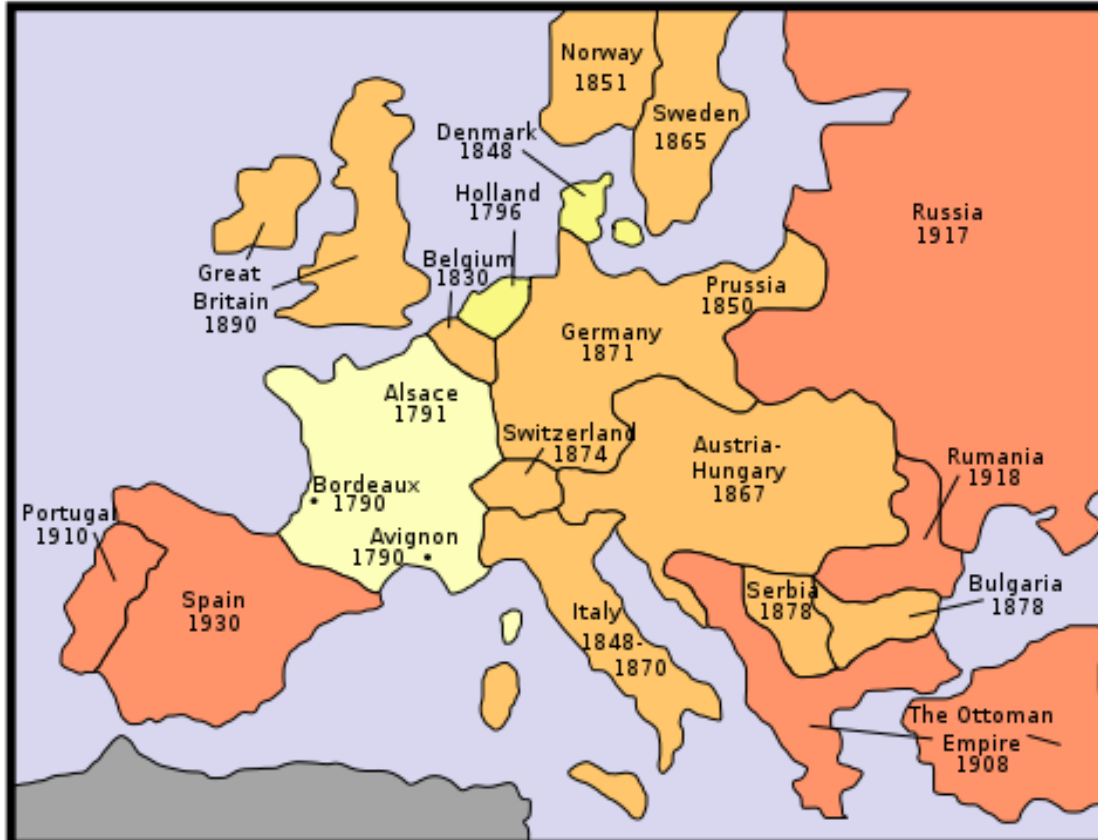 Norway
1851
Sweden
1865
Denmark
1848
Holland
1796
Russia
1917
Great
Britain
1890
Belgium
1830
Prussia
1850
Germany
1871
Alsace
1791
Switzerland
1874
Austria-
Hungary
1867
Rumania
1918
Bordeaux
1790
Portugal
1910
Avignon
1790
Spain
1930
Italy
1848-
1870
Serbia
1878
Bulgaria
1878
The Ottoman
Empire
1908